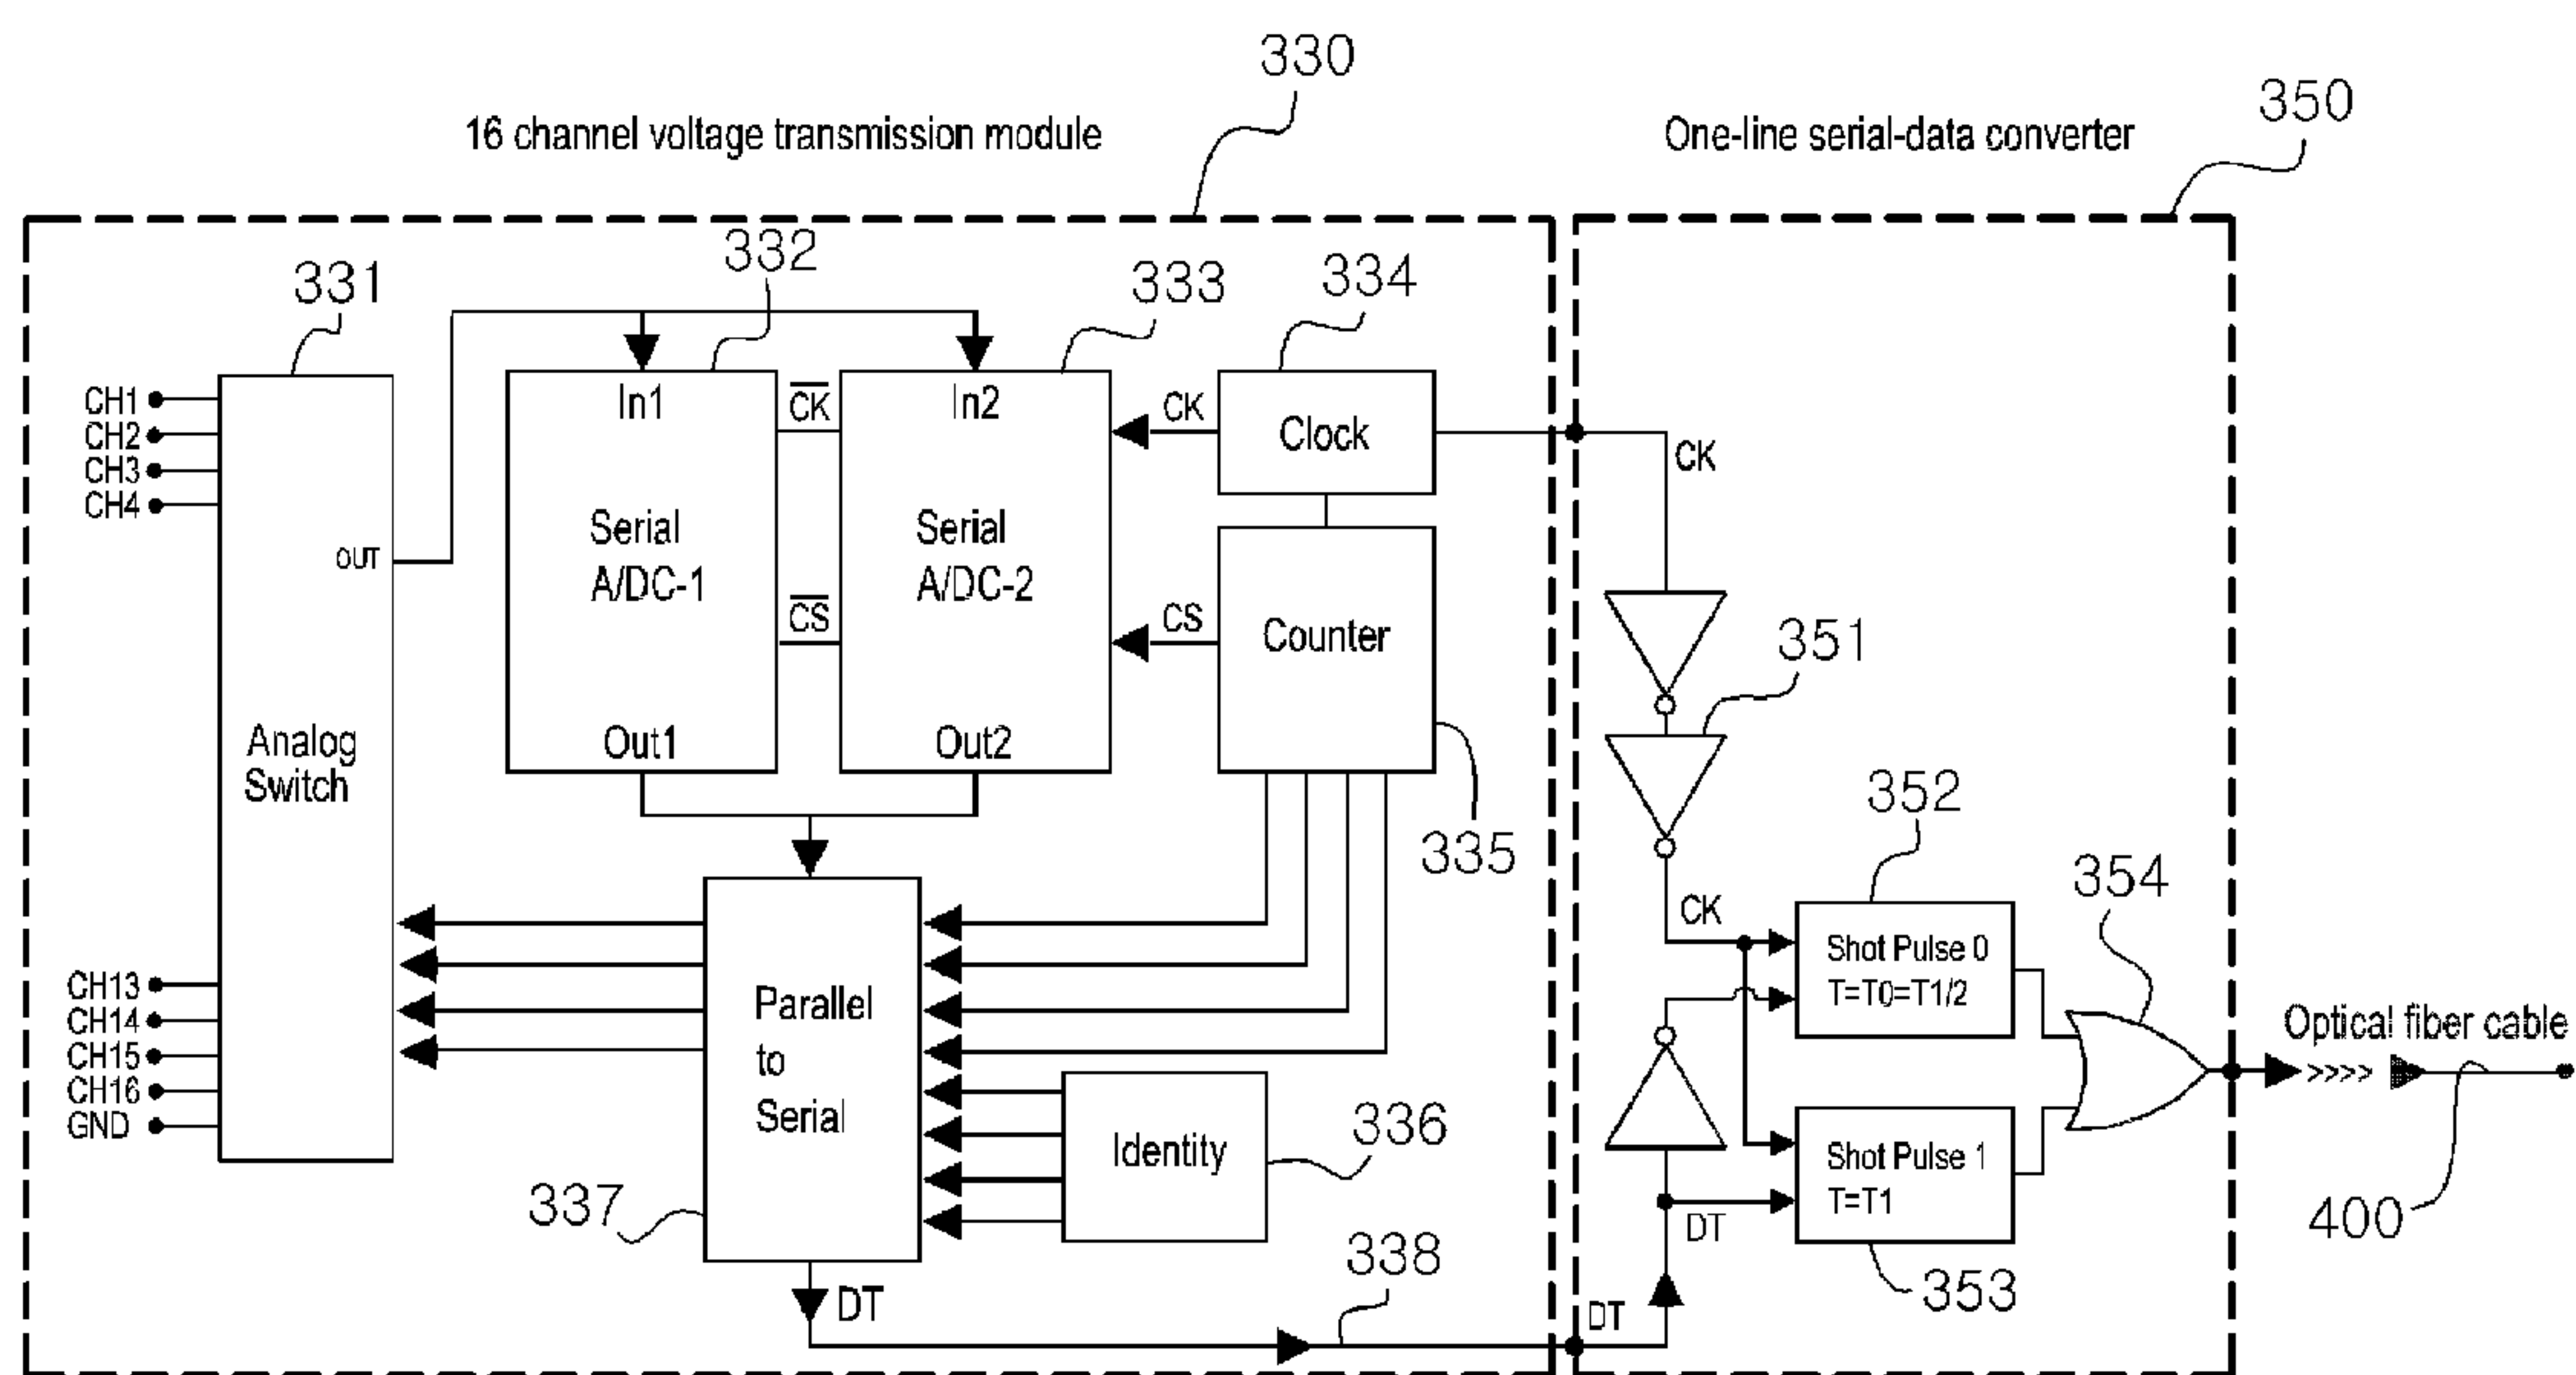 330
350
16 channel voltage transmission module
One-line serial-data converter
331
332
333
334
CH1
CH2
CH3
CH4
OUT
Analog
Switch
CH13
CH14
CH15
CH16
GND
In1
Serial
A/DC-1
Out1
CK
CS
In2
Serial
A/DC-2
Out2
CK
CS
Clock
Counter
335
Parallel
to
Serial
337
Identity
336
DT
338
CK
351
CK
352
Shot Pulse 0
T=T0=T1/2
354
Shot Pulse 1
T=T1
353
DT
DT
Optical fiber cable
>>>>
400